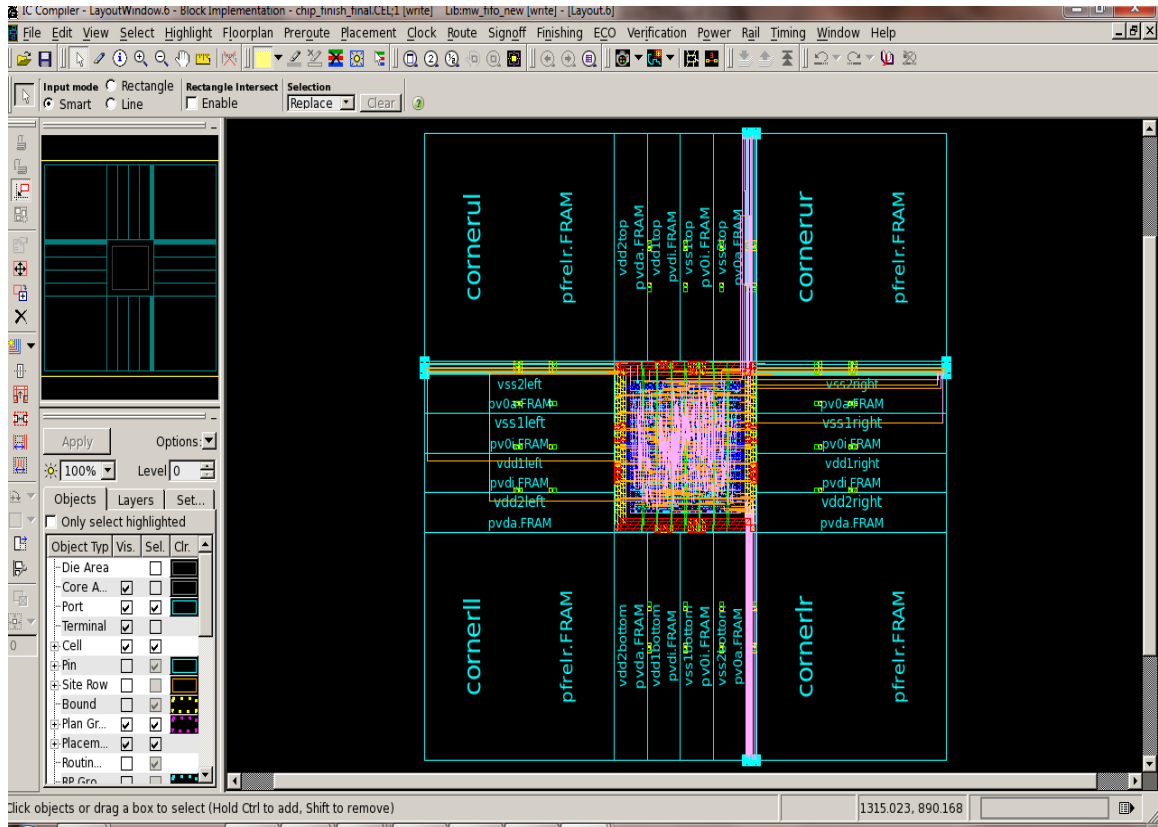 IC Compiler - LayoutWindow.6 - Block Implementation - chip_finish_final.CEL;1 [write]    Lib:mw_fifo_new [write] - [Layout.6]
File Edit View Select Highlight Floorplan Preroute Placement Clock Route Signoff Finishing ECO Verification Power Rail Timing Window Help
Input mode Rectangle Rectangle Intersect Selection
Smart Line Enable Replace Clear
Apply Options:
100% Level 0
Objects Layers Set...
Only select highlighted
Object Typ Vis. Sel. Clr.
Die Area
Core A...
Port
Terminal
Cell
Pin
Site Row
Bound
Plan Gr...
Placem...
Routin...
RP Gro
0
cornerul
pfrelr.FRAM
vdd2top
pvda.FRAM
vdd1top
pvdi.FRAM
vss1top
pv0i.FRAM
vss2top
pv0a.FRAM
cornerur
pfrelr.FRAM
vss2left
pv0a.FRAM
vss1left
pv0i.FRAM
vdd1left
pvdi.FRAM
vdd2left
pvda.FRAM
vss2right
pv0a.FRAM
vss1right
pv0i.FRAM
vdd1right
pvdi.FRAM
vdd2right
pvda.FRAM
cornerll
pfrelr.FRAM
vdd2bottom
pvda.FRAM
vdd1bottom
pvdi.FRAM
vss1bottom
pv0i.FRAM
vss2bottom
pv0a.FRAM
cornerlr
pfrelr.FRAM
Click objects or drag a box to select (Hold Ctrl to add, Shift to remove)
1315.023, 890.168